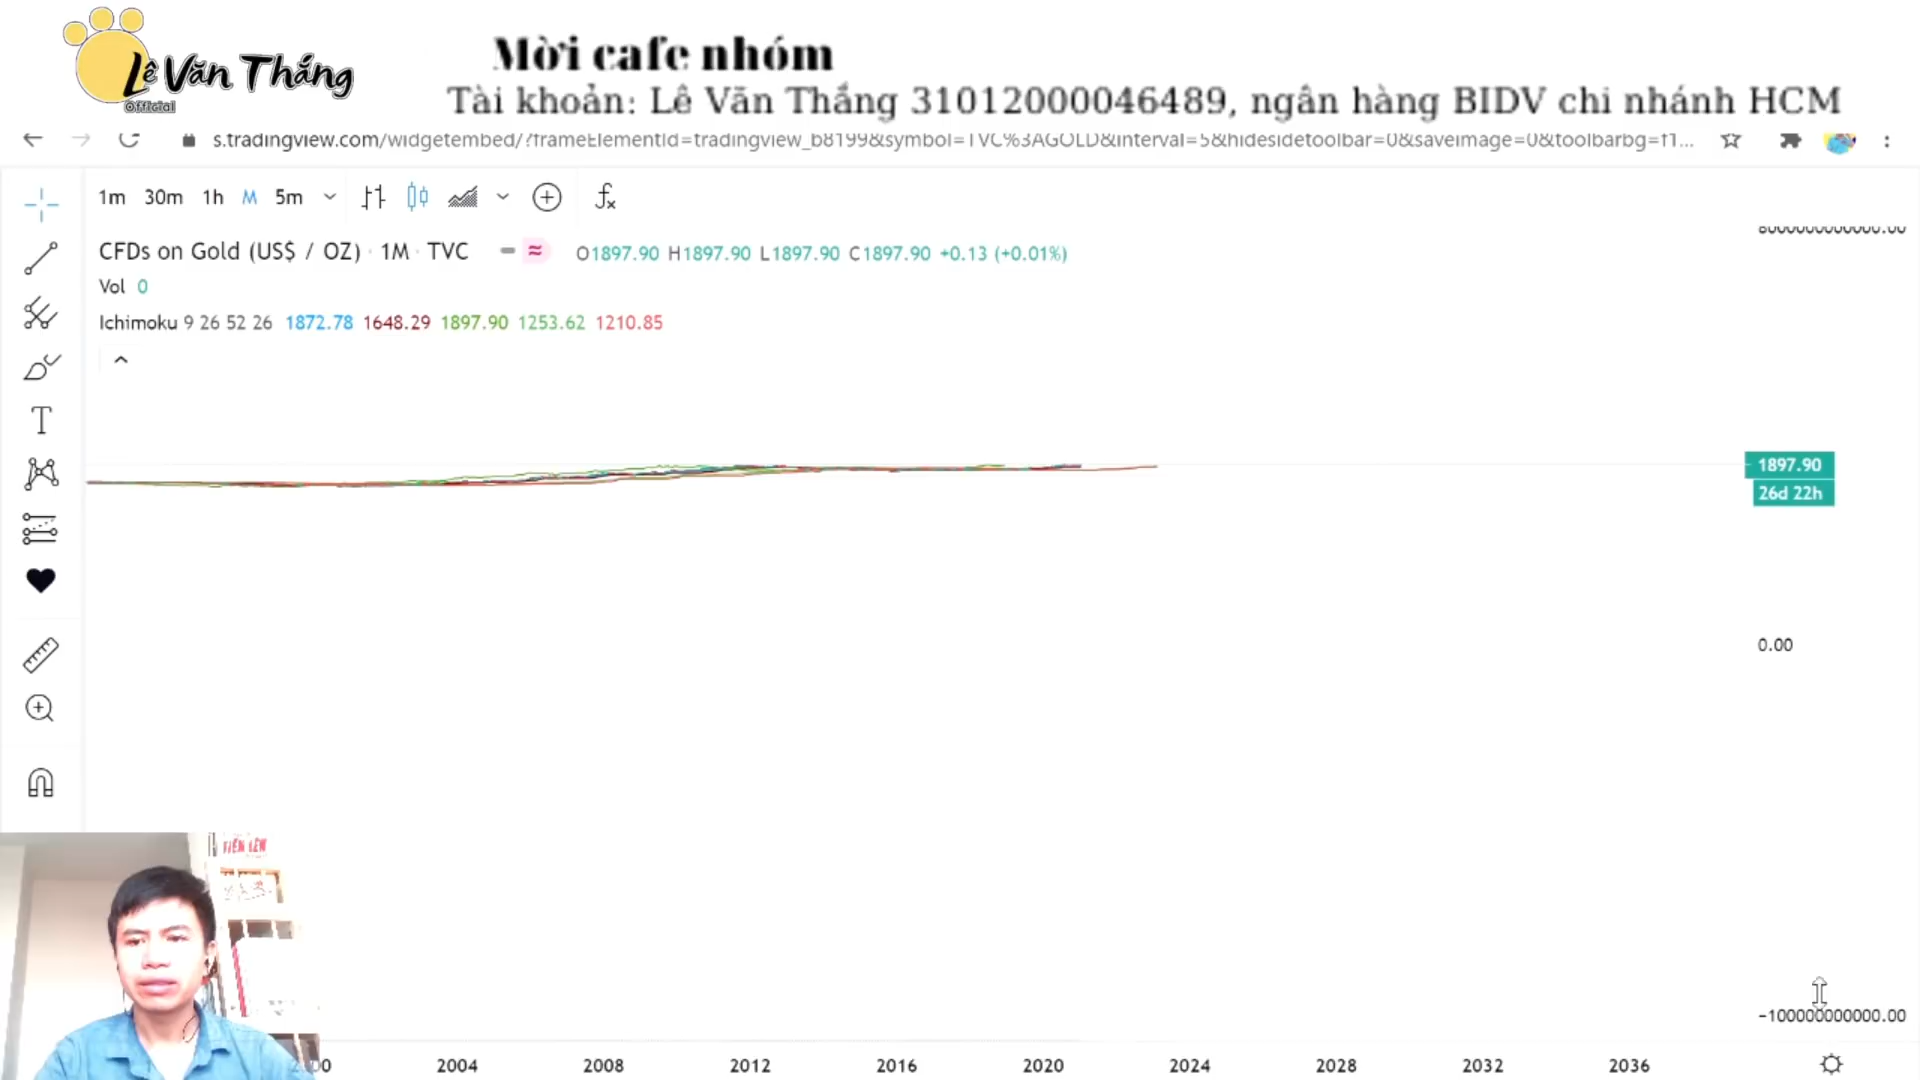 Lê Văn Thắng
Official
Mời cafe nhóm
Tài khoản: Lê Văn Thắng 31012000046489, ngân hàng BIDV chi nhánh HCM
s.tradingview.com/widgetembed/?frameElementId=tradingview_b8199&symbol=TVC%3AGOLD&interval=5&hidesidetoolbar=0&saveimage=0&toolbarbg=f1...
1m 30m 1h M 5m
CFDs on Gold (US$ / OZ) · 1M · TVC O1897.90 H1897.90 L1897.90 C1897.90 +0.13 (+0.01%)
Vol 0
Ichimoku 9 26 52 26 1872.78 1648.29 1897.90 1253.62 1210.85
1897.90
26d 22h
0.00
TIỀN LÊN
-100000000000.00
2004 2008 2012 2016 2020 2024 2028 2032 2036